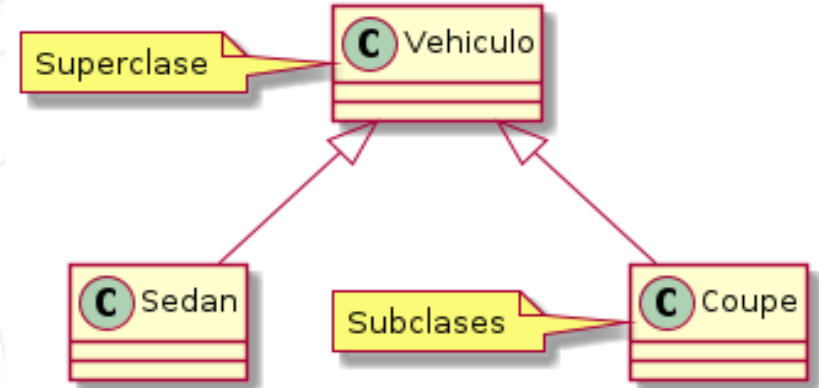 Superclase
C Vehiculo
C Sedan
Subclases
C Coupe